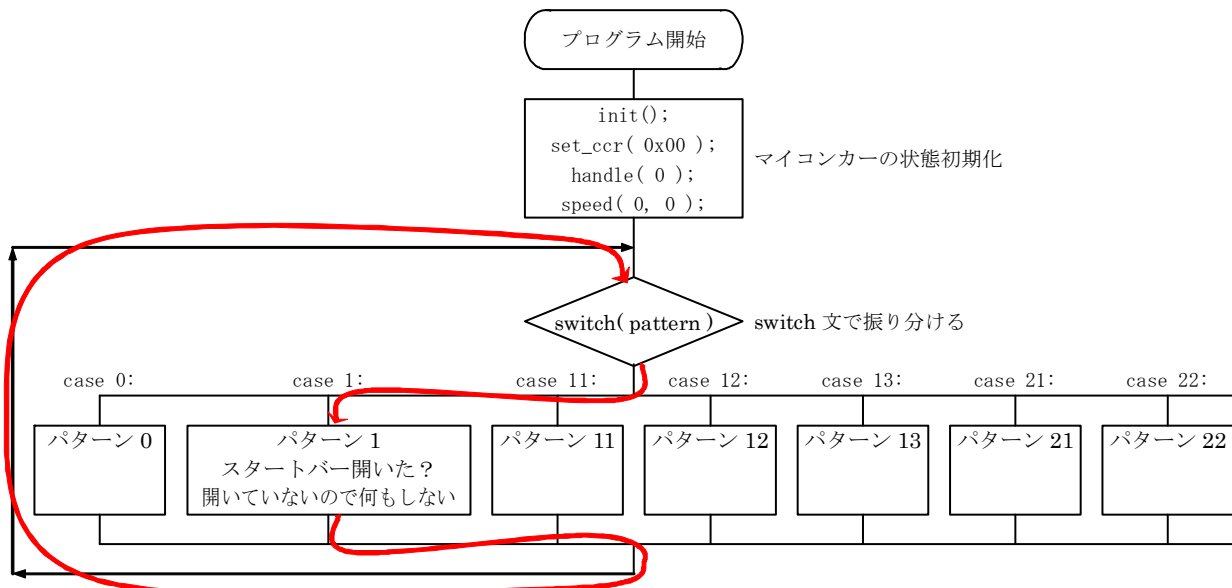 プログラム開始
init();
set_ccr( 0x00 );
handle( 0 );
speed( 0, 0 );
マイコンカーの状態初期化
switch( pattern )
switch 文で振り分ける
case 0:
case 1:
case 11:
case 12:
case 13:
case 21:
case 22:
パターン 0
パターン 1
スタートバー開いた?
開いていないので何もしない
パターン 11
パターン 12
パターン 13
パターン 21
パターン 22